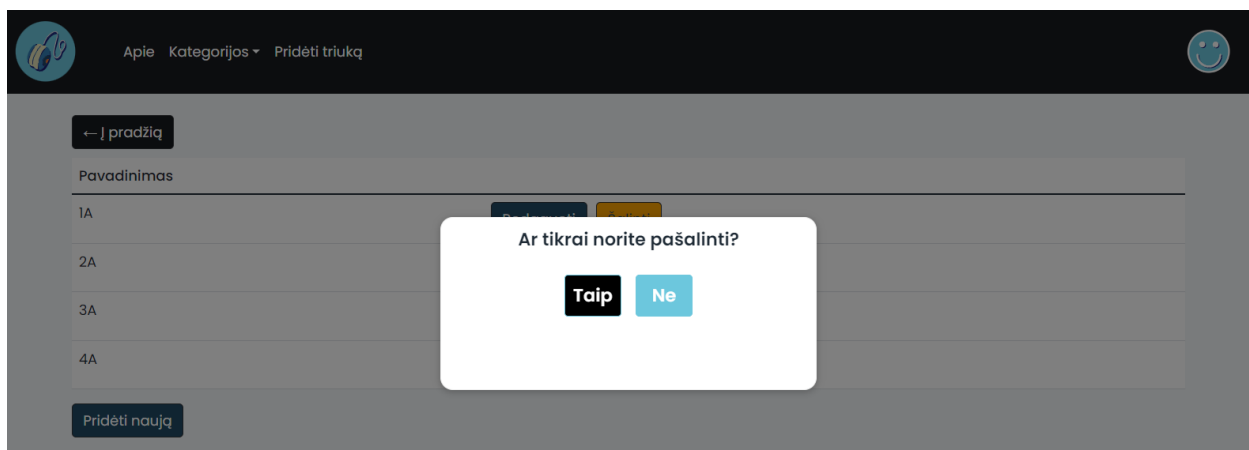 Apie Kategorijos Pridėti triuką
← Į pradžią
Pavadinimas
1A
Ar tikrai norite pašalinti?
2A
Taip Ne
3A
4A
Pridėti naują